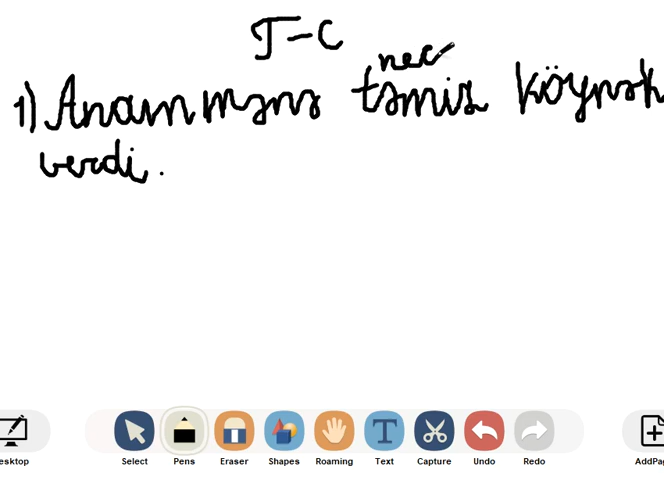 T-C
nec
1) Anam mənə təmiz köynək
verdi.
esktop
Select
Pens
Eraser
Shapes
Roaming
Text
Capture
Undo
Redo
AddPag